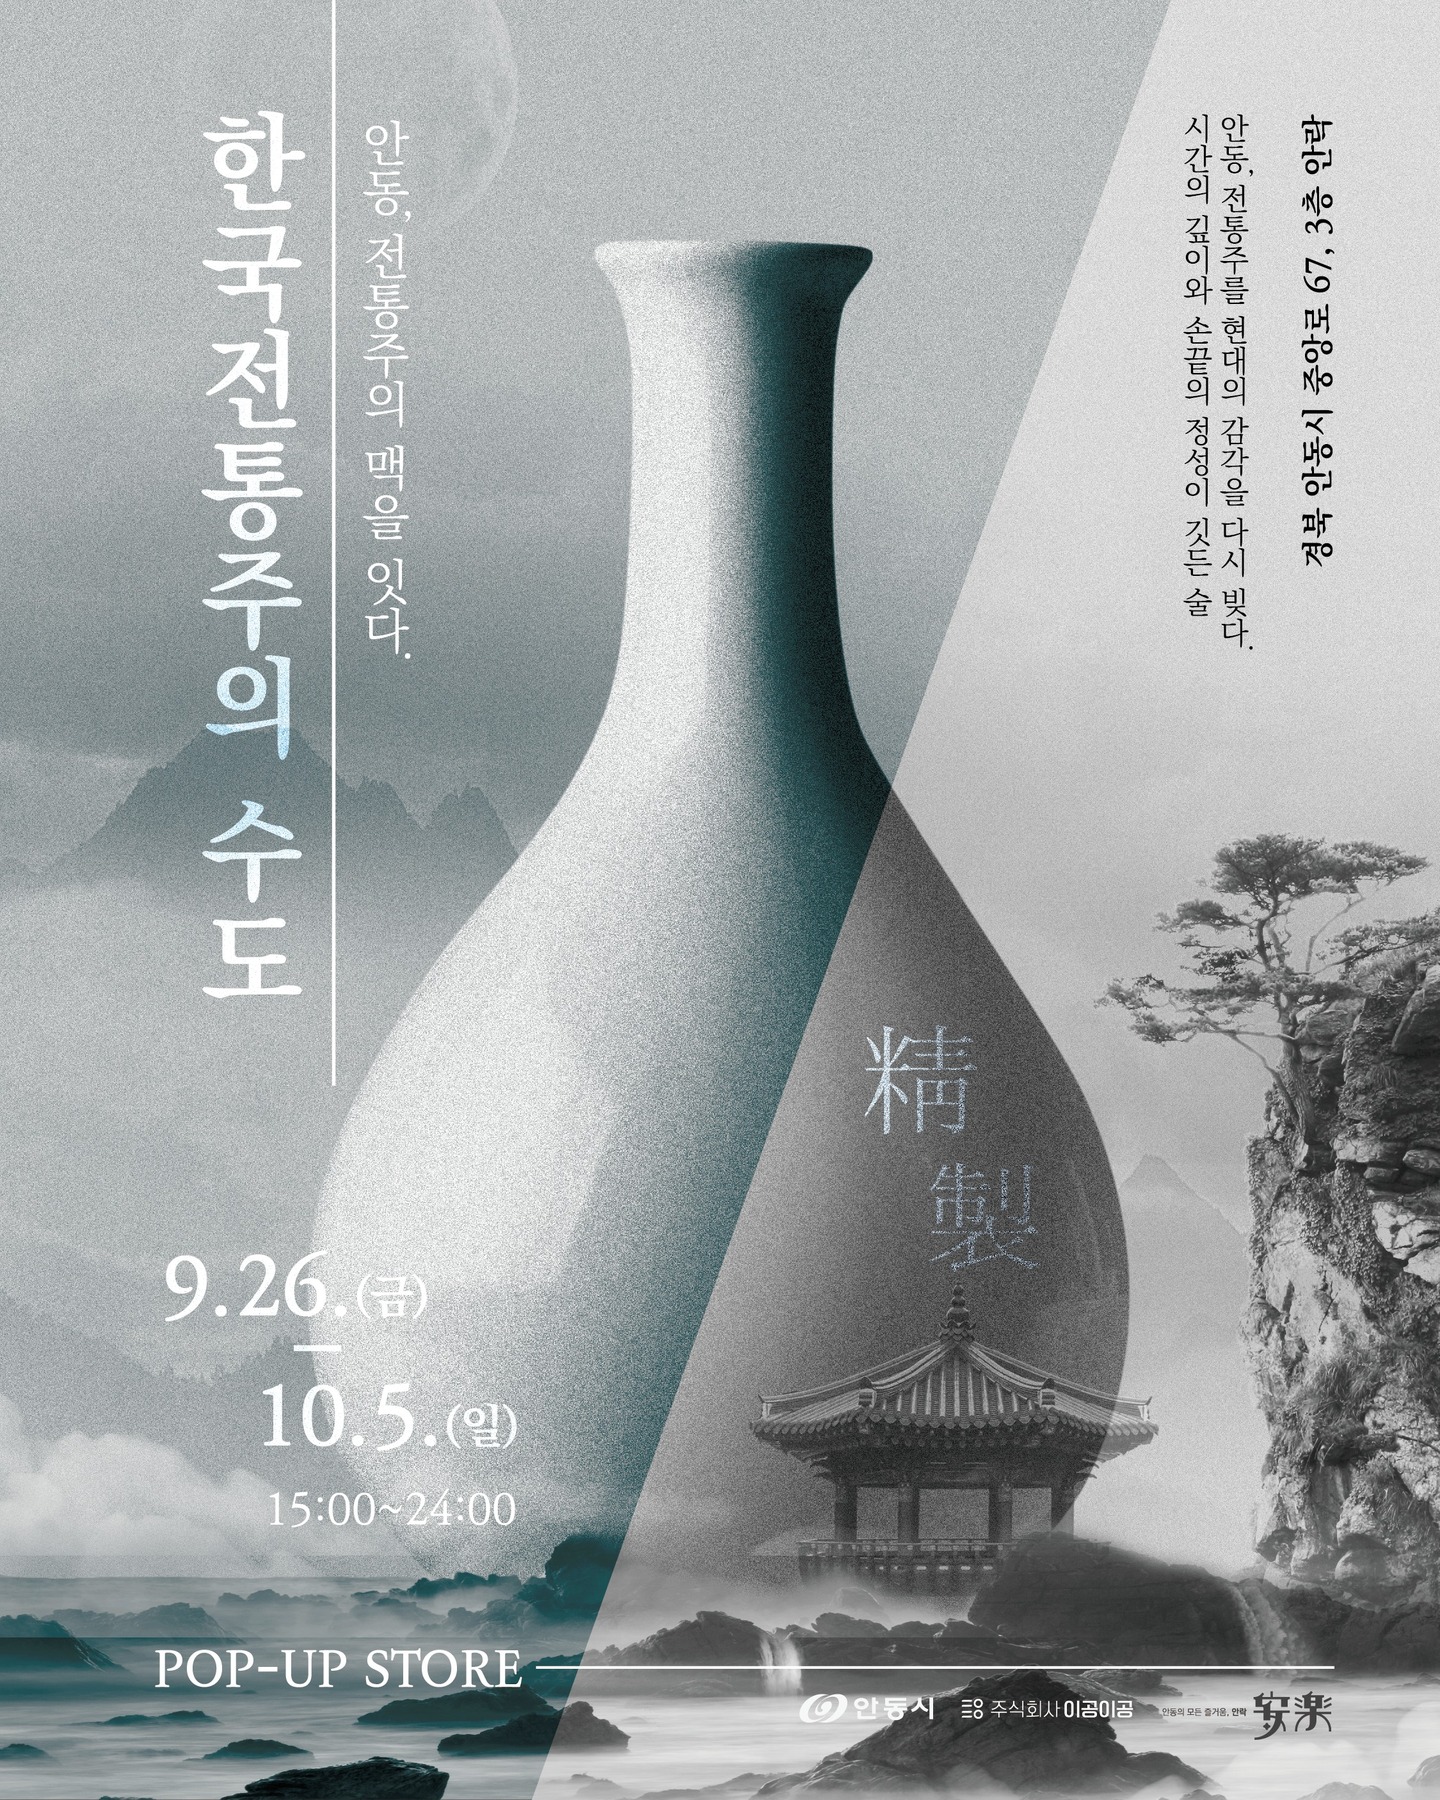 한국전통주의 수도
안동, 전통주의 맥을 잇다.
안동, 전통주를 현대의 감각을 다시 빚다.
시간의 깊이와 손끝의 정성이 깃든 술
경북 안동시 중앙로 67, 3층 안락
精
製
9.26.(금)
10.5.(일)
15:00~24:00
POP-UP STORE
안동시
주식회사 이공이공
안동의 모든 즐거움, 안락
安楽